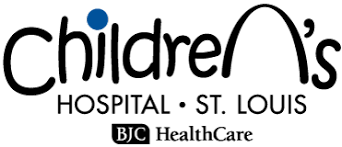 Children's
HOSPITAL • ST. LOUIS
BJC HealthCare